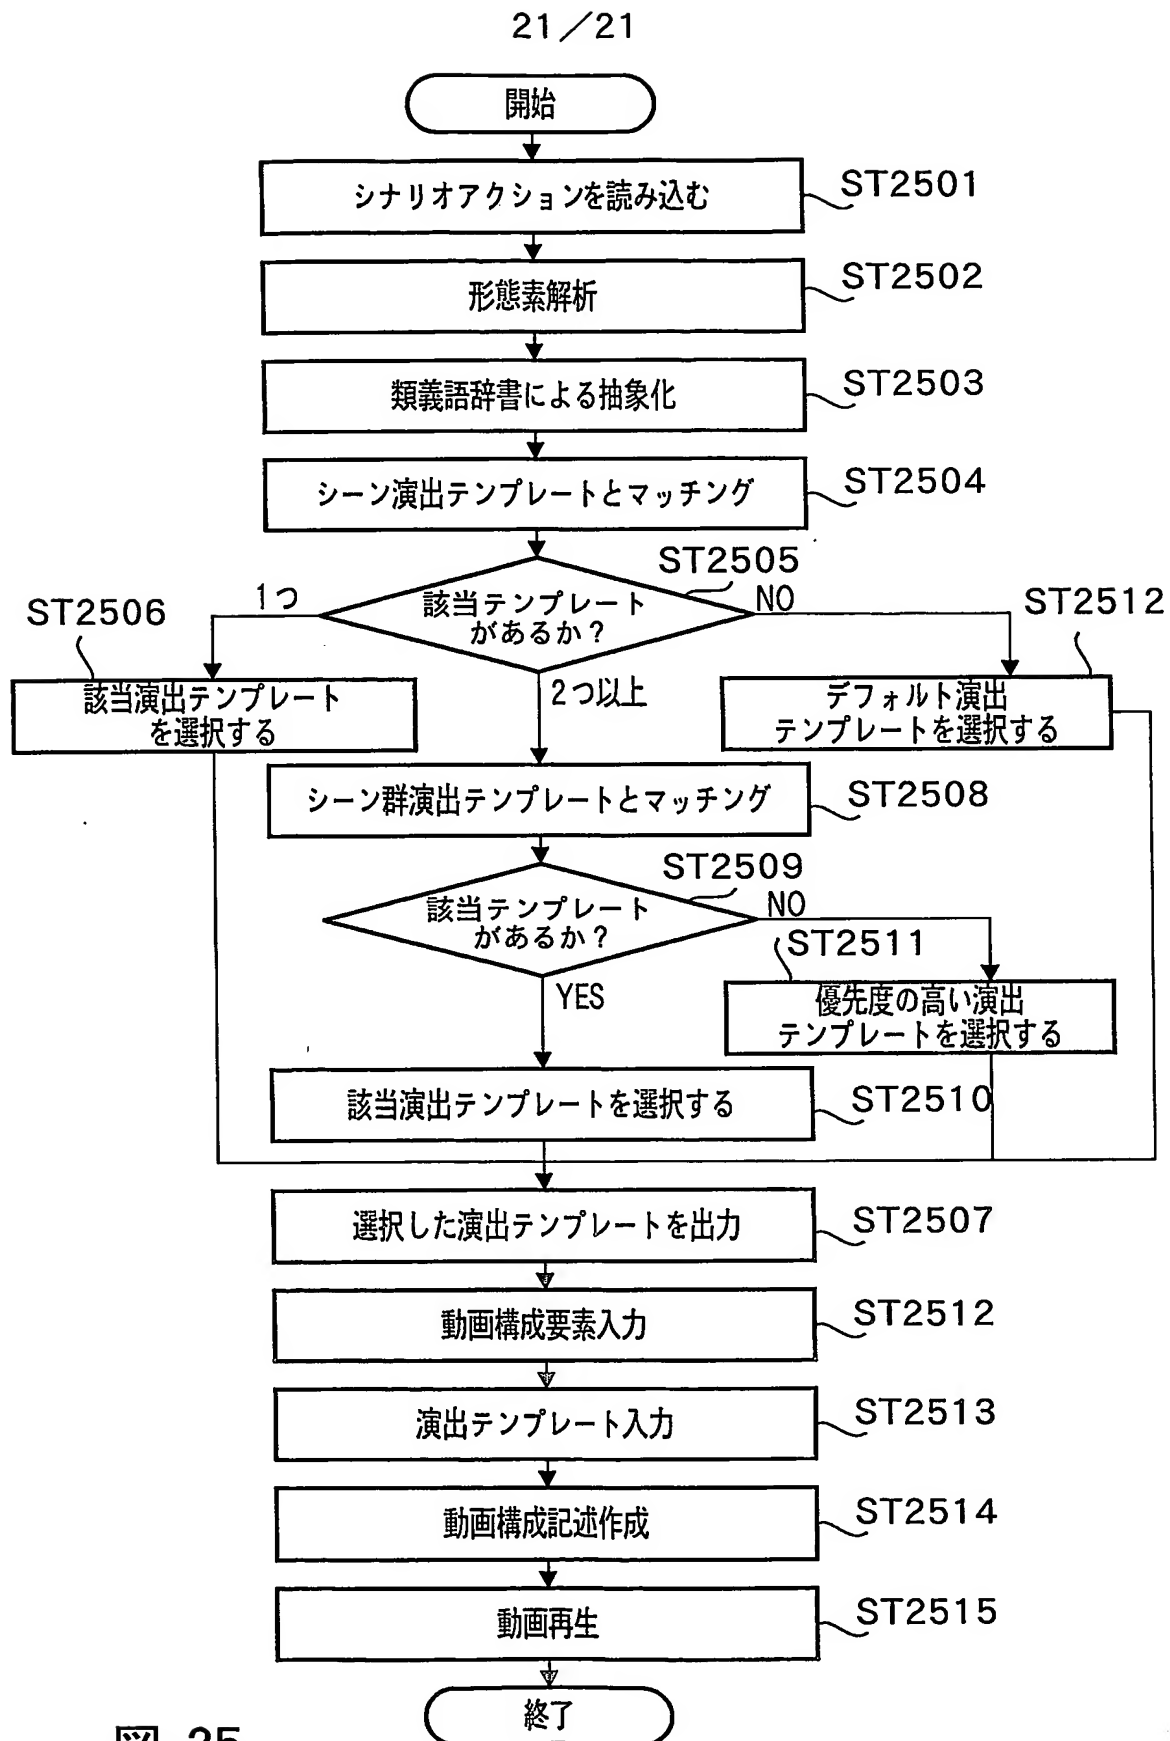 21／21
開始
シナリオアクションを読み込む
ST2501
形態素解析
ST2502
類義語辞書による抽象化
ST2503
シーン演出テンプレートとマッチング
ST2504
該当テンプレート
があるか？
ST2505
1つ
NO
2つ以上
ST2506
該当演出テンプレート
を選択する
ST2512
デフォルト演出
テンプレートを選択する
シーン群演出テンプレートとマッチング
ST2508
該当テンプレート
があるか？
ST2509
NO
YES
ST2511
優先度の高い演出
テンプレートを選択する
該当演出テンプレートを選択する
ST2510
選択した演出テンプレートを出力
ST2507
動画構成要素入力
ST2512
演出テンプレート入力
ST2513
動画構成記述作成
ST2514
動画再生
ST2515
終了
図 25